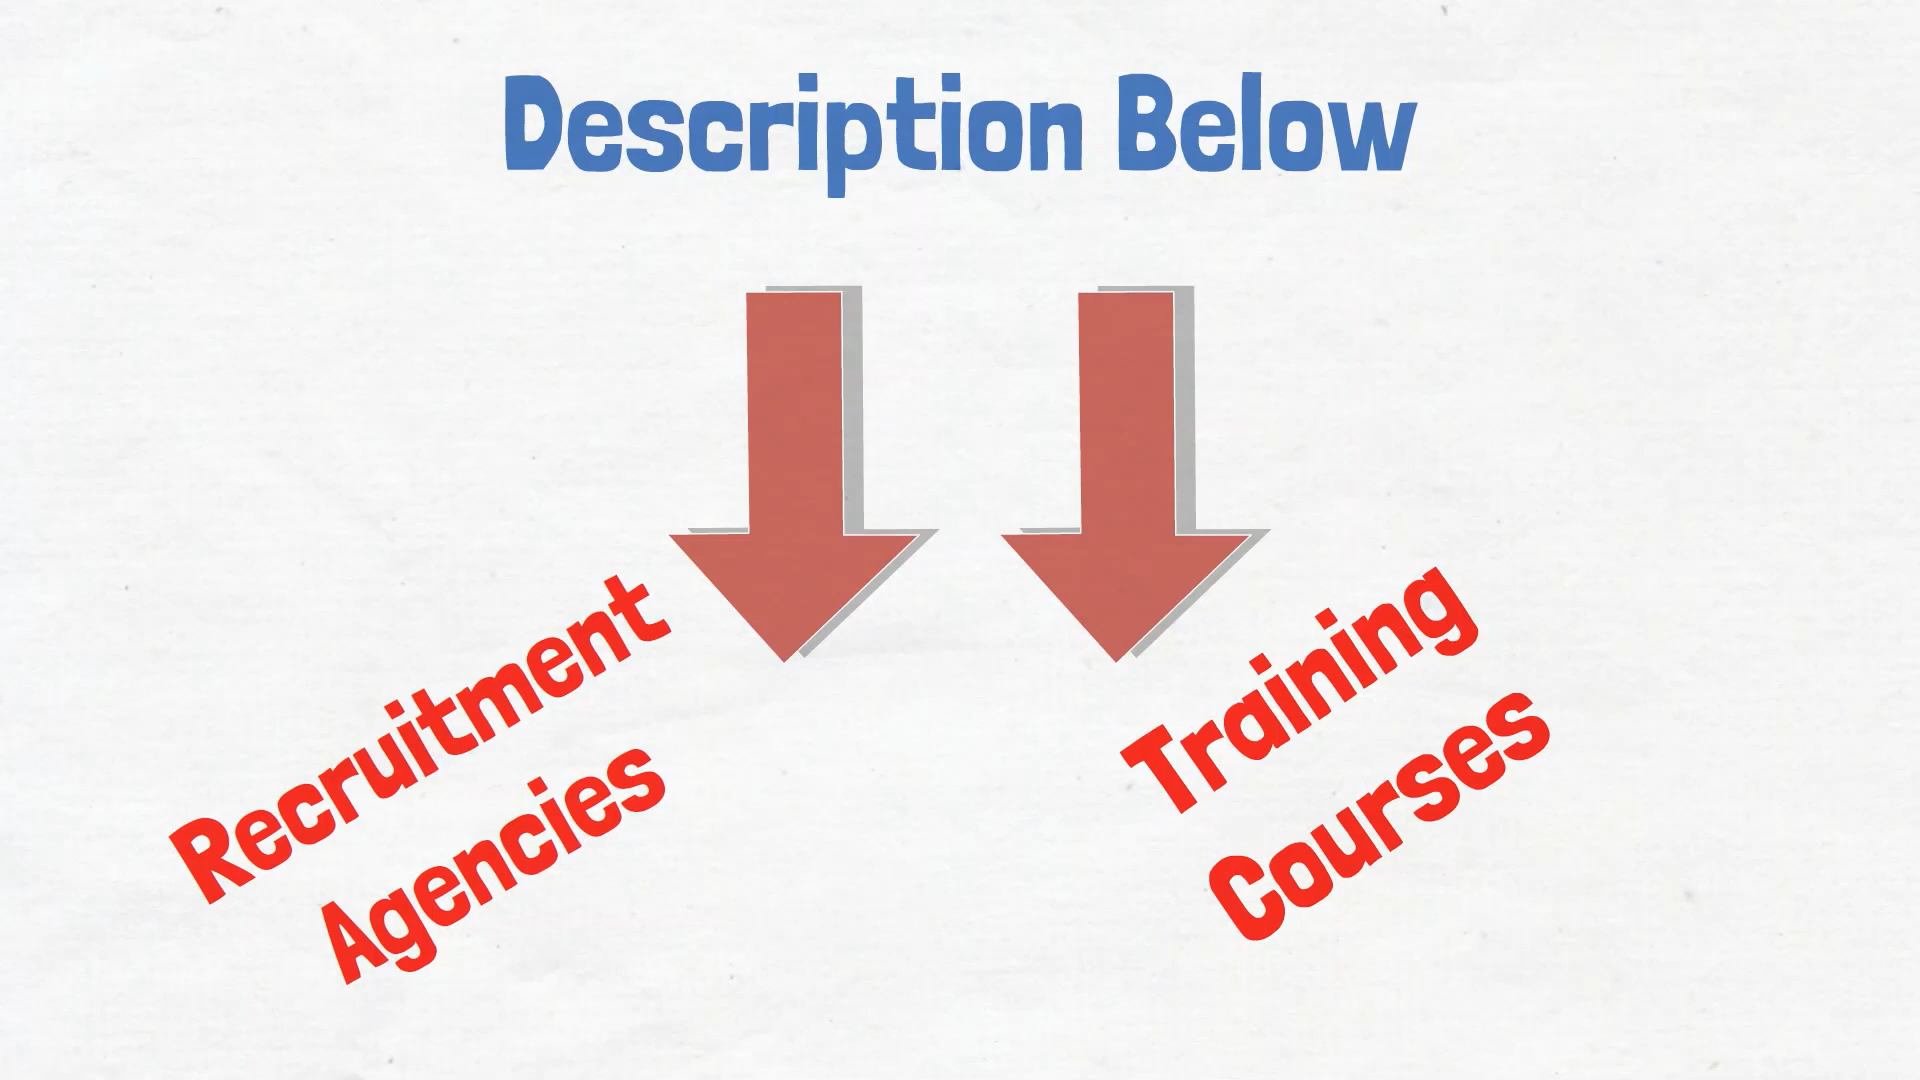 Description Below
Recruitment
Agencies
Training
Courses